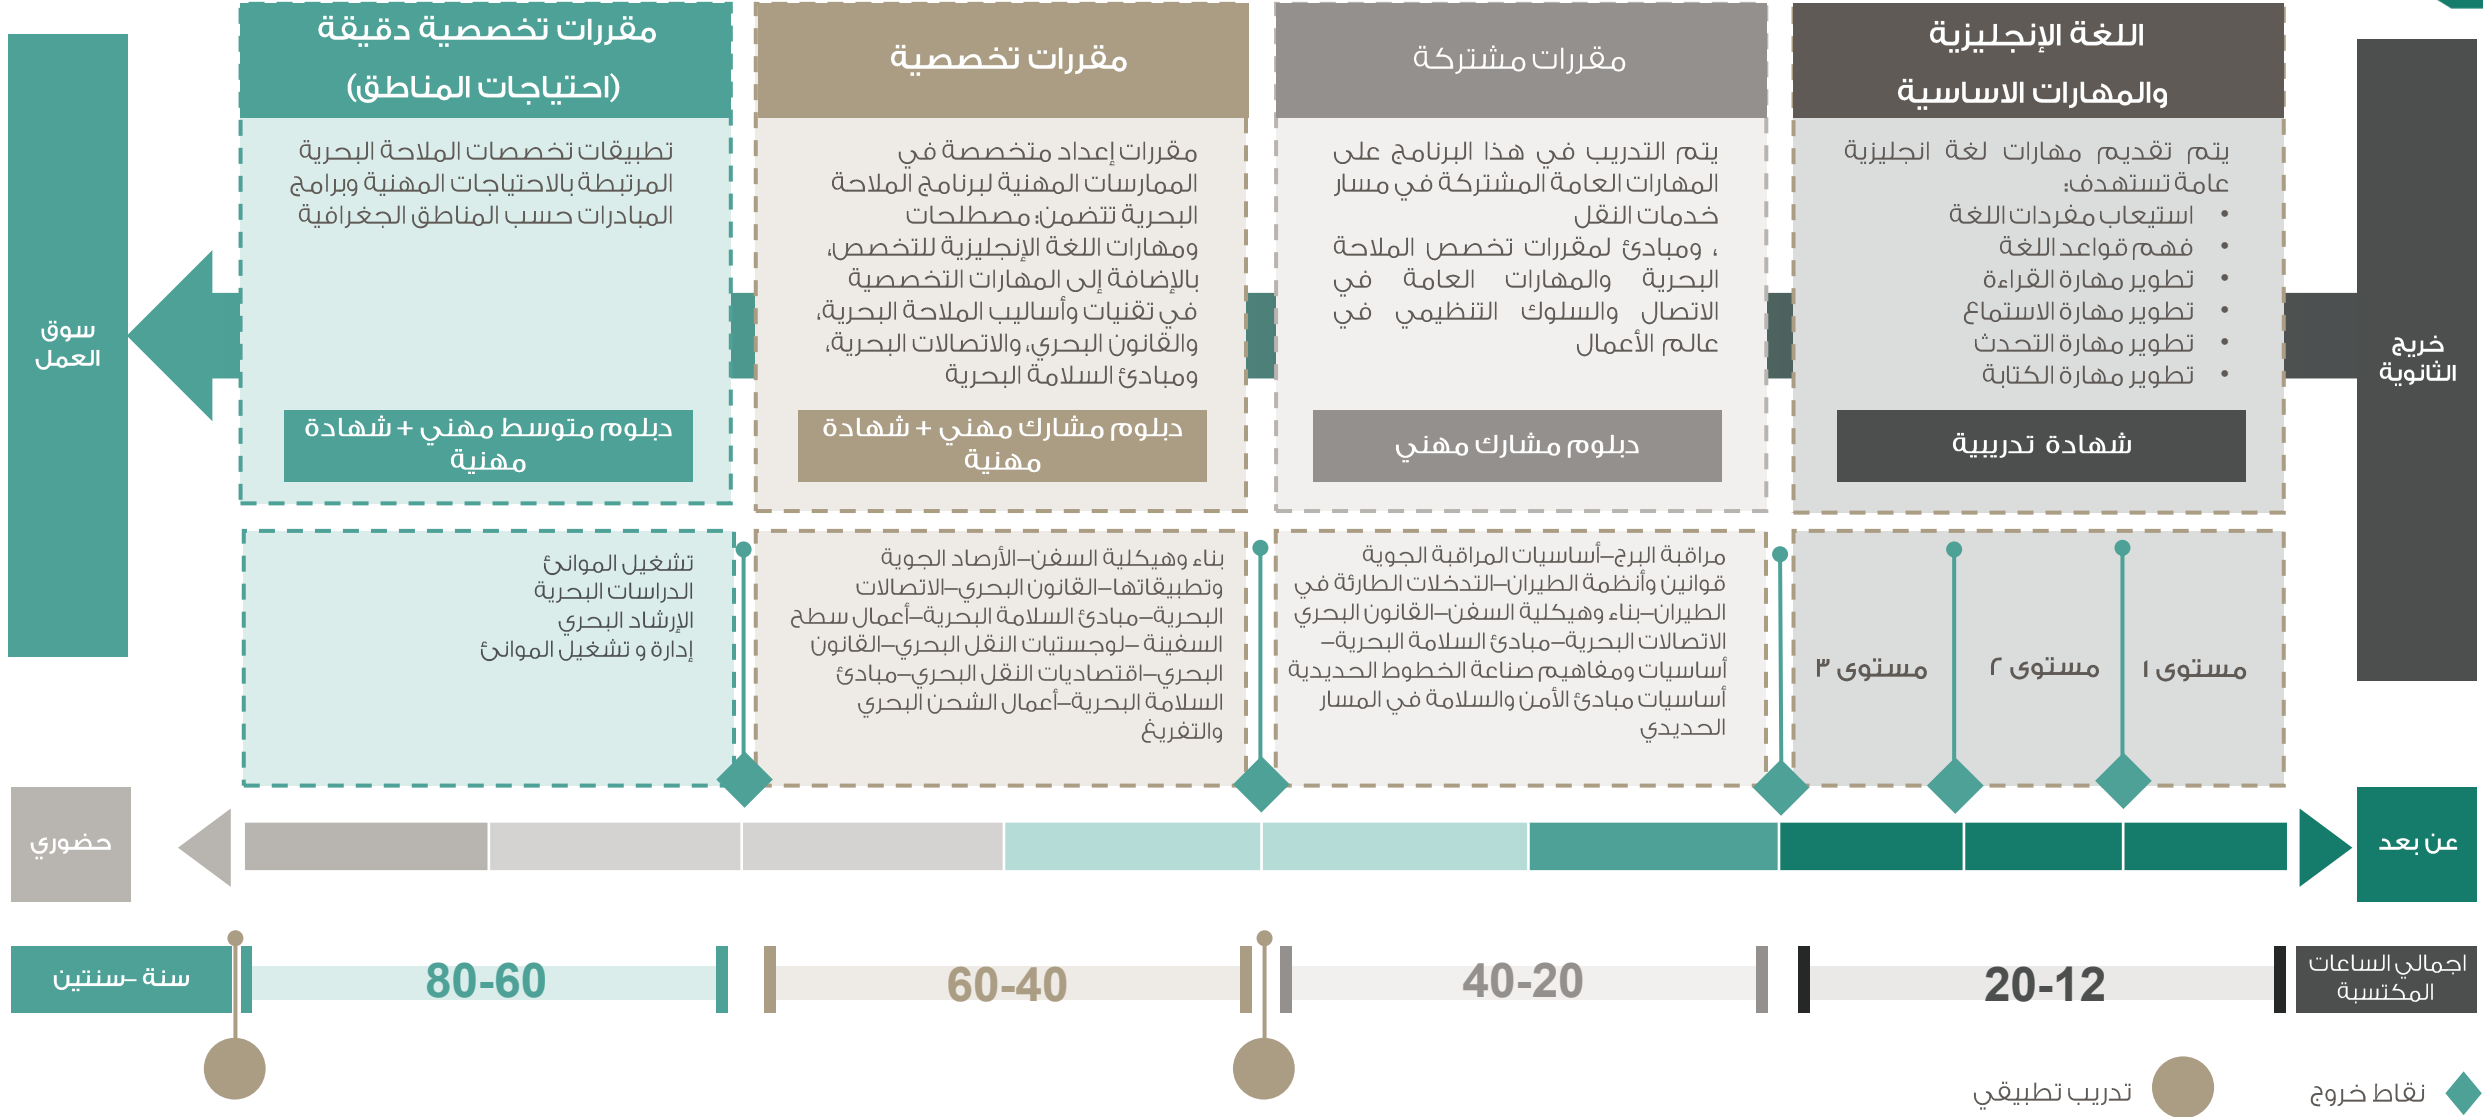 خريج
الثانوية
اللغة الإنجليزية
والمهارات الاساسية
يتم تقديم مهارات لغة انجليزية
عامة تستهدف:
• استيعاب مفردات اللغة
• فهم قواعد اللغة
• تطوير مهارة القراءة
• تطوير مهارة الاستماع
• تطوير مهارة التحدث
• تطوير مهارة الكتابة
شهادة تدريبية
مقررات مشتركة
يتم التدريب في هذا البرنامج على
المهارات العامة المشتركة في مسار
خدمات النقل
، ومبادئ لمقررات تخصص الملاحة
البحرية والمهارات العامة في
الاتصال والسلوك التنظيمي في
عالم الأعمال
دبلوم مشارك مهني
مقررات تخصصية
مقررات إعداد متخصصة في
الممارسات المهنية لبرنامج الملاحة
البحرية تتضمن: مصطلحات
ومهارات اللغة الإنجليزية للتخصص،
بالإضافة إلى المهارات التخصصية
في تقنيات وأساليب الملاحة البحرية،
والقانون البحري، والاتصالات البحرية،
ومبادئ السلامة البحرية
دبلوم مشارك مهني + شهادة
مهنية
مقررات تخصصية دقيقة
(احتياجات المناطق)
تطبيقات تخصصات الملاحة البحرية
المرتبطة بالاحتياجات المهنية وبرامج
المبادرات حسب المناطق الجغرافية
دبلوم متوسط مهني + شهادة
مهنية
سوق
العمل
مستوى ١
مستوى ٢
مستوى ٣
مراقبة البرج–أساسيات المراقبة الجوية
قوانين وأنظمة الطيران–التدخلات الطارئة في
الطيران–بناء وهيكلية السفن–القانون البحري
الاتصالات البحرية–مبادئ السلامة البحرية–
أساسيات ومفاهيم صناعة الخطوط الحديدية
أساسيات مبادئ الأمن والسلامة في المسار
الحديدي
بناء وهيكلية السفن–الأرصاد الجوية
وتطبيقاتها–القانون البحري–الاتصالات
البحرية–مبادئ السلامة البحرية–أعمال سطح
السفينة –لوجستيات النقل البحري–القانون
البحري–اقتصاديات النقل البحري–مبادئ
السلامة البحرية–أعمال الشحن البحري
والتفريغ
تشغيل الموانئ
الدراسات البحرية
الإرشاد البحري
إدارة و تشغيل الموانئ
عن بعد
حضوري
اجمالي الساعات
المكتسبة
20-12
40-20
60-40
80-60
سنة –سنتين
نقاط خروج
تدريب تطبيقي